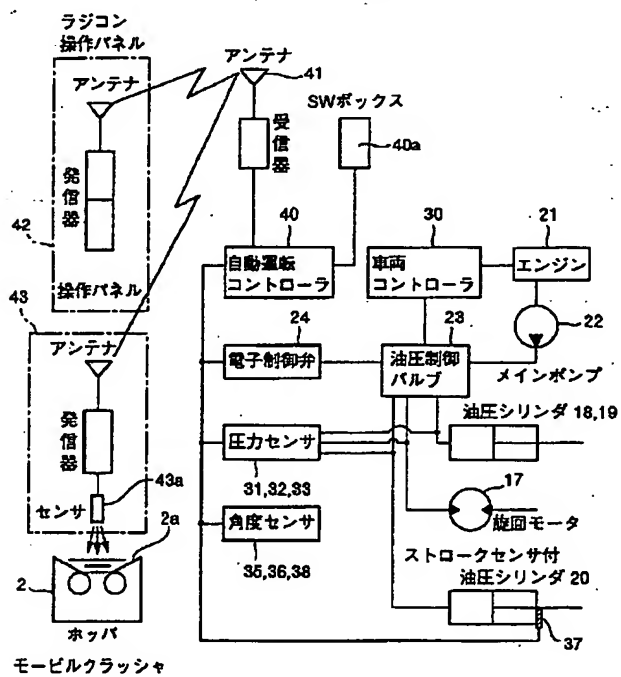 ラジコン
操作パネル
アンテナ
発信器
操作パネル
42
43
アンテナ
発信器
センサ
43a
2a
2
ホッパ
モービルクラッシャ
アンテナ
41
受信器
SWボックス
40a
40
自動運転
コントローラ
30
車両
コントローラ
21
エンジン
22
メインポンプ
24
電子制御弁
23
油圧制御
バルブ
油圧シリンダ 18,19
圧力センサ
31,32,33
17
旋回モータ
角度センサ
35,36,38
ストロークセンサ付
油圧シリンダ 20
37